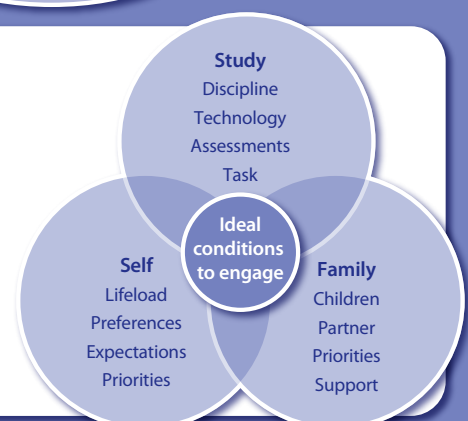 Study
Discipline
Technology
Assessments
Task
Ideal
conditions
to engage
Self
Lifeload
Preferences
Expectations
Priorities
Family
Children
Partner
Priorities
Support